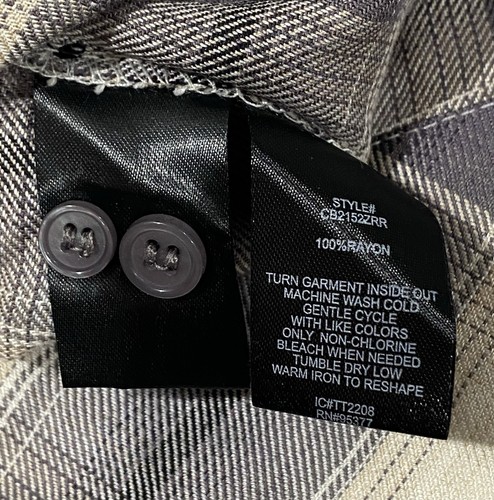 STYLE#
CB2152ZRR
100%RAYON
TURN GARMENT INSIDE OUT
MACHINE WASH COLD
GENTLE CYCLE
WITH LIKE COLORS
ONLY NON-CHLORINE
BLEACH WHEN NEEDED
TUMBLE DRY LOW
WARM IRON TO RESHAPE
IC#TT2208
RN#95377